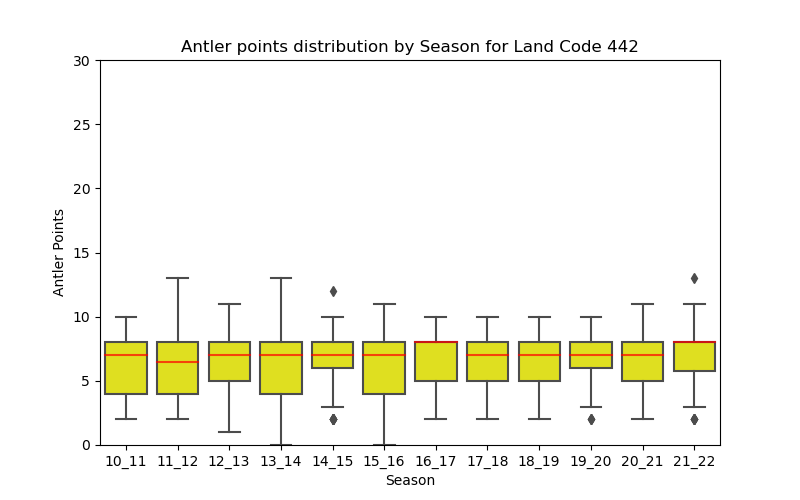 Antler points distribution by Season for Land Code 442
30
25
20
15
10
5
0
Antler Points
10_11 11_12 12_13 13_14 14_15 15_16 16_17 17_18 18_19 19_20 20_21 21_22
Season